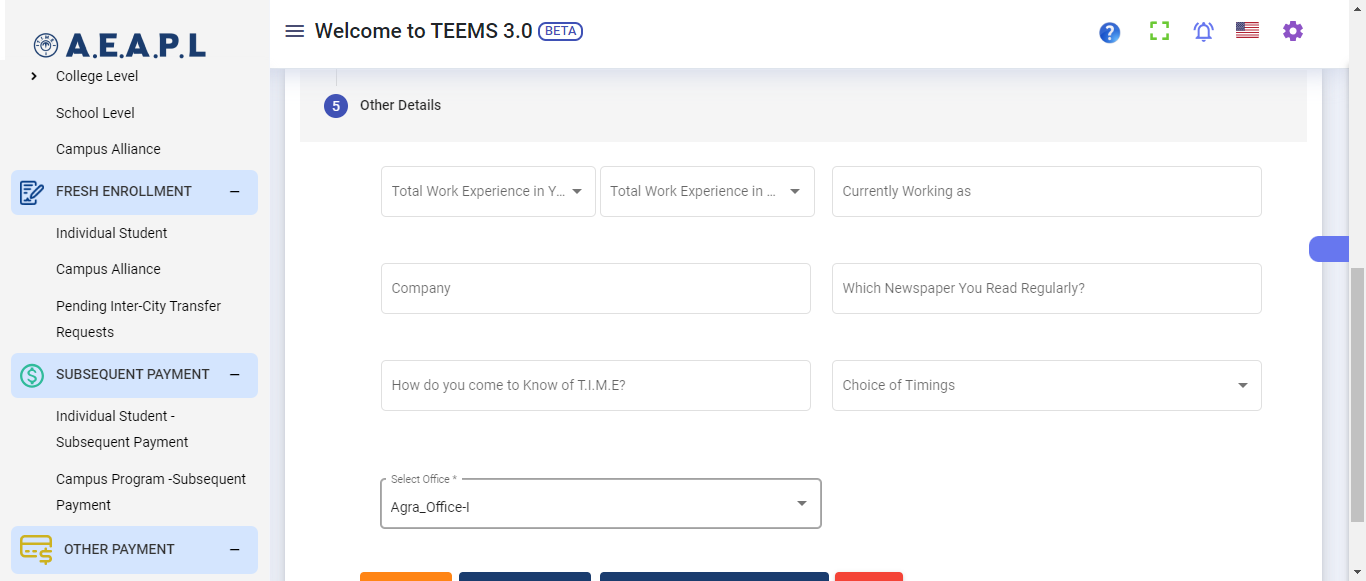 A.E.A.P.L
College Level
School Level
Campus Alliance
FRESH ENROLLMENT
Individual Student
Campus Alliance
Pending Inter-City Transfer
Requests
SUBSEQUENT PAYMENT
Individual Student -
Subsequent Payment
Campus Program -Subsequent
Payment
OTHER PAYMENT
Welcome to TEEMS 3.0 BETA
?
5 Other Details
Total Work Experience in Y... Total Work Experience in ... Currently Working as
Company Which Newspaper You Read Regularly?
How do you come to Know of T.I.M.E? Choice of Timings
Select Office *
Agra_Office-I